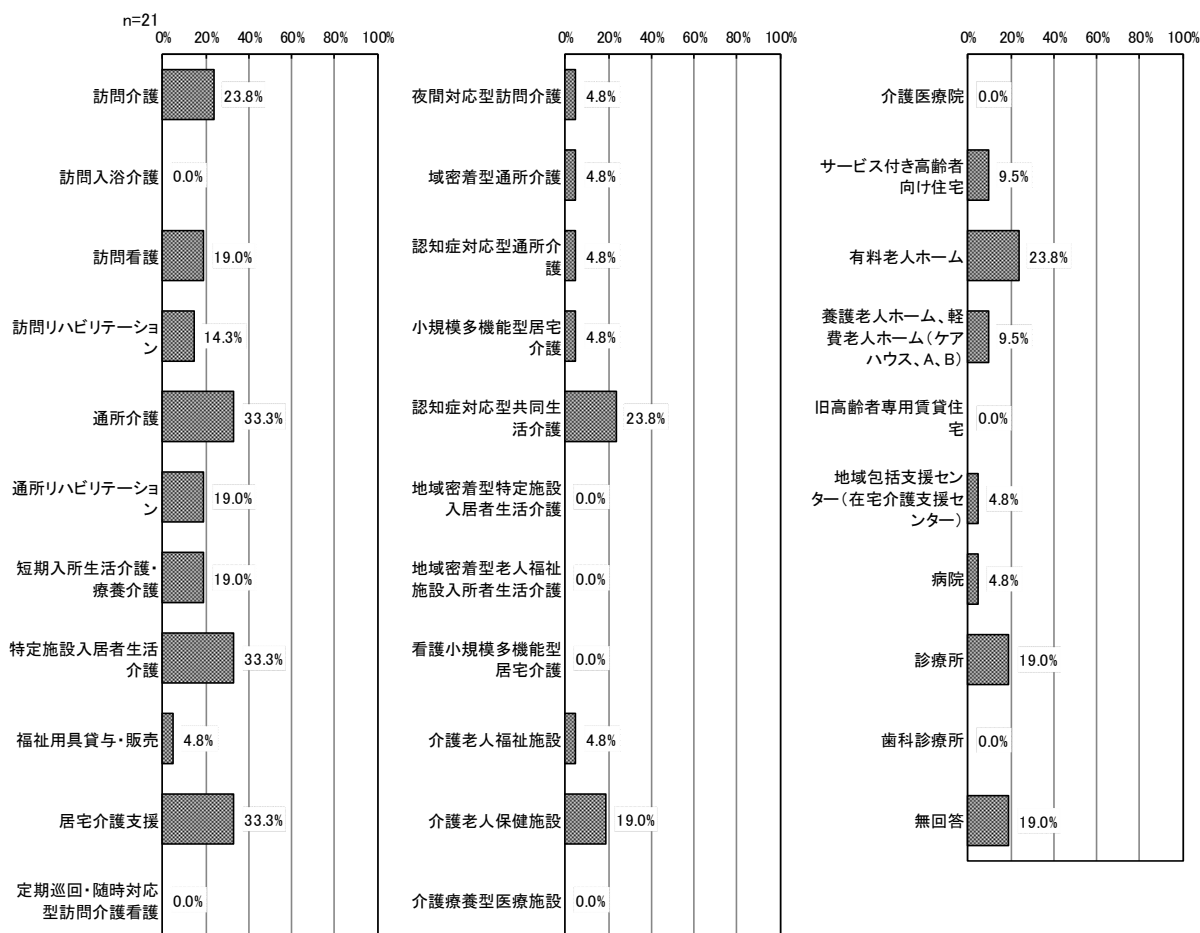 n=21
0% 20% 40% 60% 80% 100%
訪問介護 23.8%
訪問入浴介護 0.0%
訪問看護 19.0%
訪問リハビリテーショ
ン 14.3%
通所介護 33.3%
通所リハビリテーショ
ン 19.0%
短期入所生活介護・
療養介護 19.0%
特定施設入居者生活
介護 33.3%
福祉用具貸与・販売 4.8%
居宅介護支援 33.3%
定期巡回・随時対応
型訪問介護看護 0.0%
0% 20% 40% 60% 80% 100%
夜間対応型訪問介護 4.8%
域密着型通所介護 4.8%
認知症対応型通所介
護 4.8%
小規模多機能型居宅
介護 4.8%
認知症対応型共同生
活介護 23.8%
地域密着型特定施設
入居者生活介護 0.0%
地域密着型老人福祉
施設入所者生活介護 0.0%
看護小規模多機能型
居宅介護 0.0%
介護老人福祉施設 4.8%
介護老人保健施設 19.0%
介護療養型医療施設 0.0%
0% 20% 40% 60% 80% 100%
介護医療院 0.0%
サービス付き高齢者
向け住宅 9.5%
有料老人ホーム 23.8%
養護老人ホーム、軽
費老人ホーム(ケア
ハウス、A、B) 9.5%
旧高齢者専用賃貸住
宅 0.0%
地域包括支援セン
ター(在宅介護支援セ
ンター) 4.8%
病院 4.8%
診療所 19.0%
歯科診療所 0.0%
無回答 19.0%